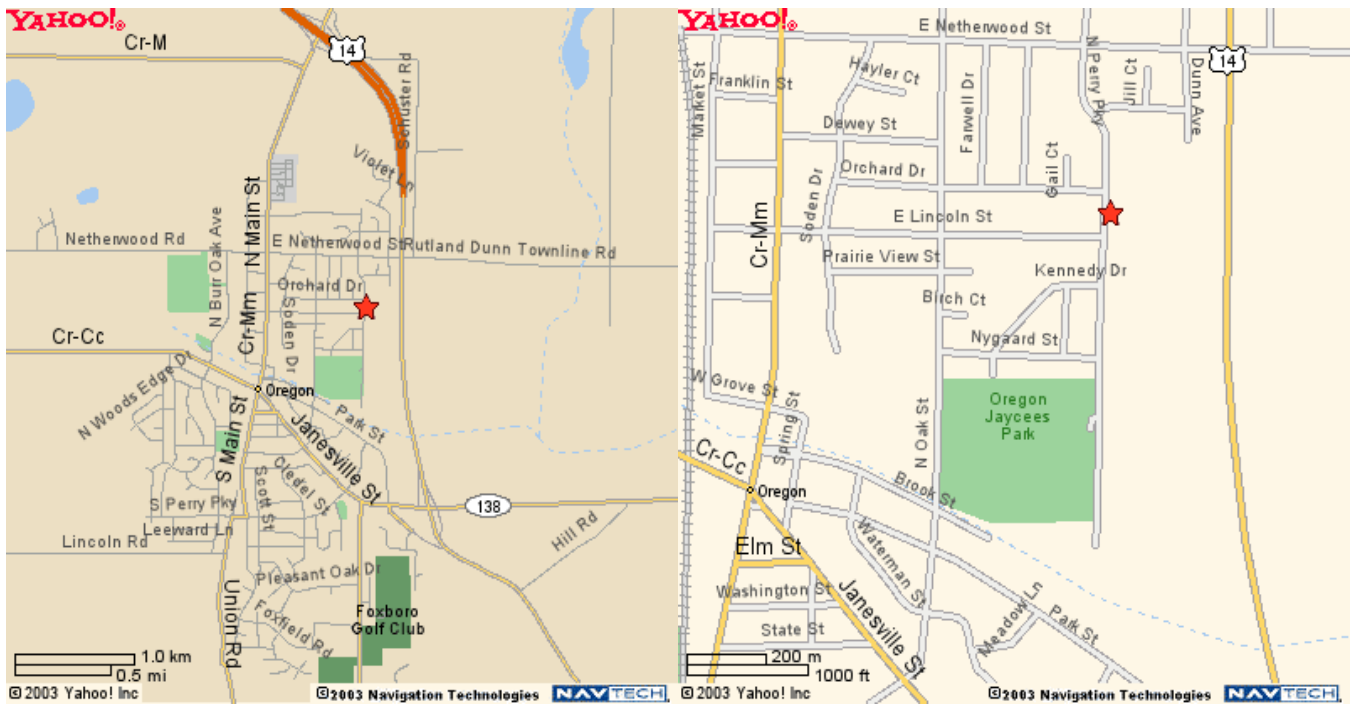 YAHOO!®
Cr-M
14
Schuster Rd
Violet Ln
N Main St
N Burr Oak Ave
Netherwood Rd
E Netherwood St
Rutland Dunn Townline Rd
Orchard Dr
Cr-Mm
Soden Dr
Cr-Cc
N Woods Edge Dr
Oregon
Park St
S Main St
Janesville St
Cledel St
Scott St
S Perry Pky
138
Leeward Ln
Lincoln Rd
Hill Rd
Pleasant Oak Dr
Union Rd
Foxfield Rd
Foxboro
Golf Club
1.0 km
0.5 mi
©2003 Yahoo! Inc
©2003 Navigation Technologies
NAVTECH
YAHOO!®
E Netherwood St
14
Market St
Franklin St
Hayler Ct
N Perry Pky
Jill Ct
Dunn Ave
Farwell Dr
Dewey St
Orchard Dr
Gail Ct
Soden Dr
E Lincoln St
Cr-Mm
Prairie View St
Kennedy Dr
Birch Ct
Nygaard St
W Grove St
Spring St
Oregon
Jaycees
Park
N Oak St
Cr-Cc
Oregon
Brook St
Elm St
Waterman St
Washington St
Janesville St
Meadow Ln
Park St
State St
200 m
1000 ft
©2003 Yahoo! Inc
©2003 Navigation Technologies
NAVTECH